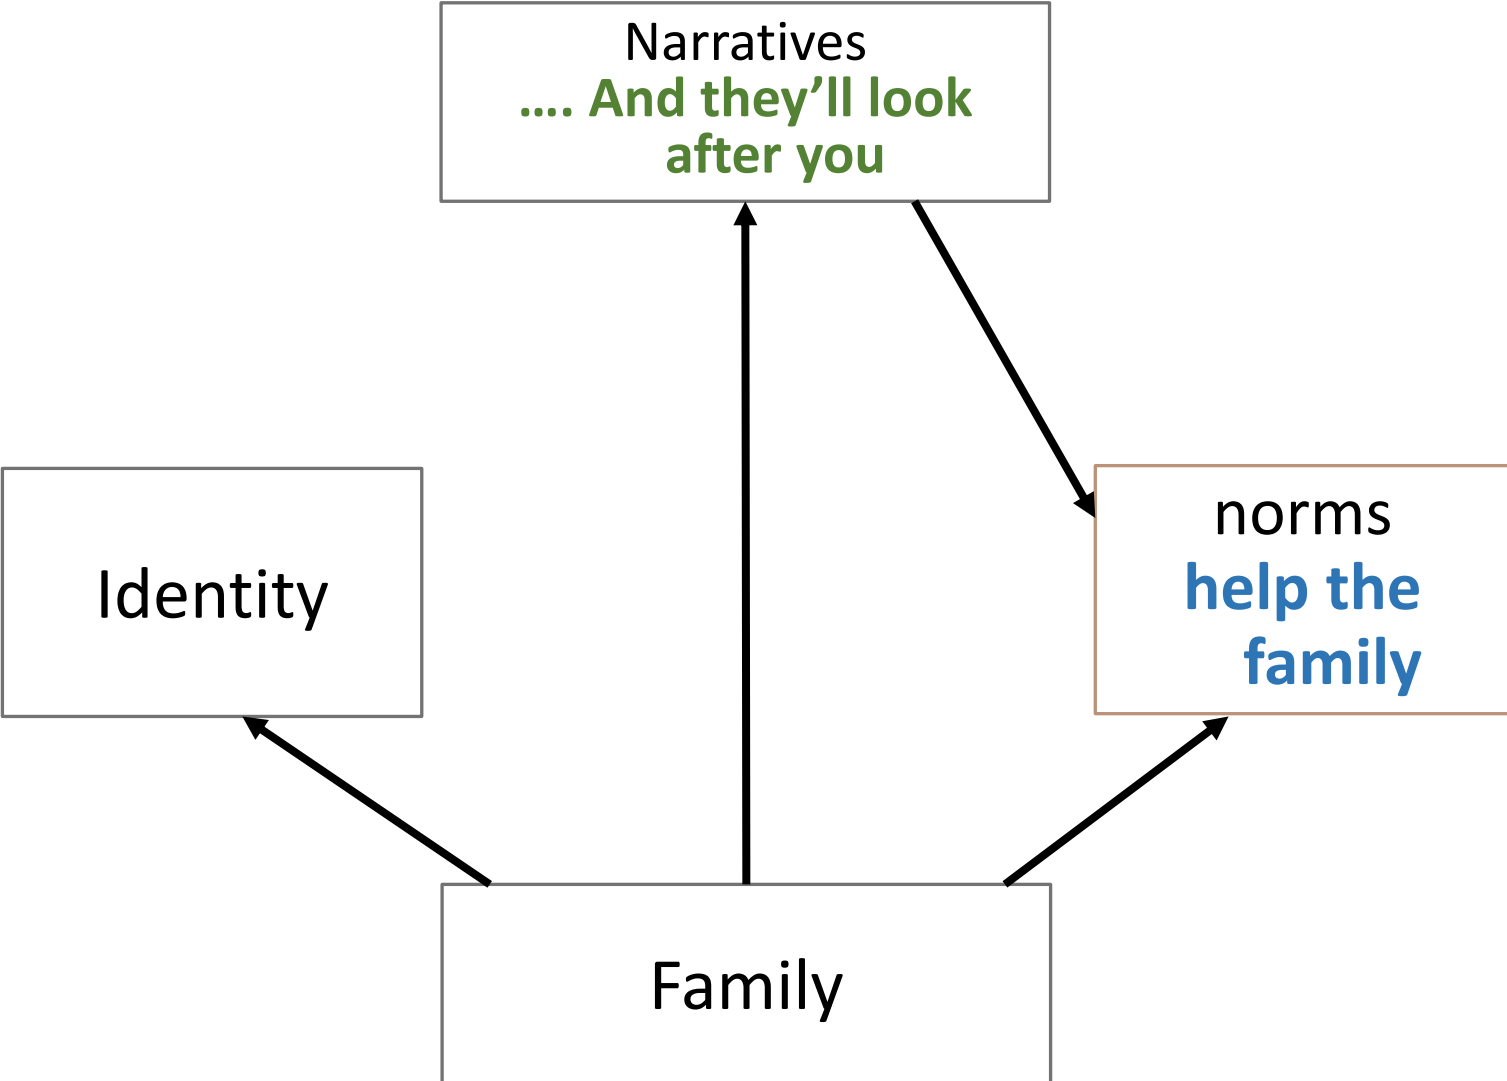 Narratives
…. And they’ll look
after you
Identity
norms
help the
family
Family